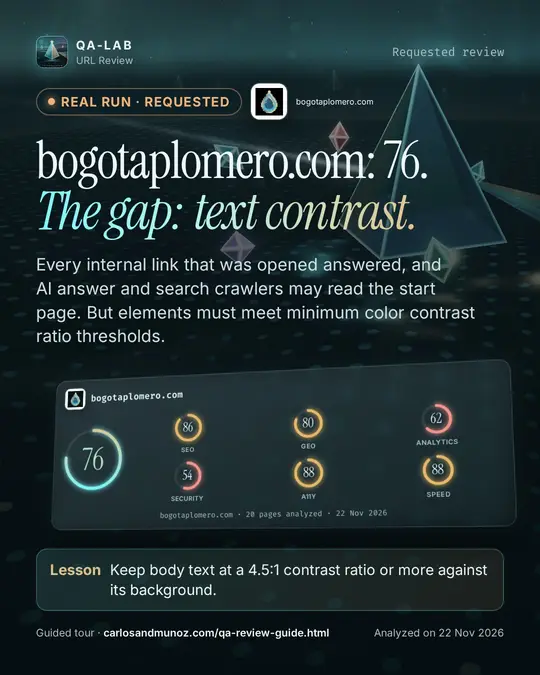 QA-LAB
URL Review
Requested review
REAL RUN · REQUESTED
bogotaplomero.com
bogotaplomero.com: 76.
The gap: text contrast.
Every internal link that was opened answered, and
AI answer and search crawlers may read the start
page. But elements must meet minimum color contrast
ratio thresholds.
bogotaplomero.com
76
86
SEO
80
GEO
62
ANALYTICS
54
SECURITY
88
A11Y
88
SPEED
bogotaplomero.com · 20 pages analyzed · 22 Nov 2026
Lesson Keep body text at a 4.5:1 contrast ratio or more against
its background.
Guided tour · carlosandmunoz.com/qa-review-guide.html
Analyzed on 22 Nov 2026